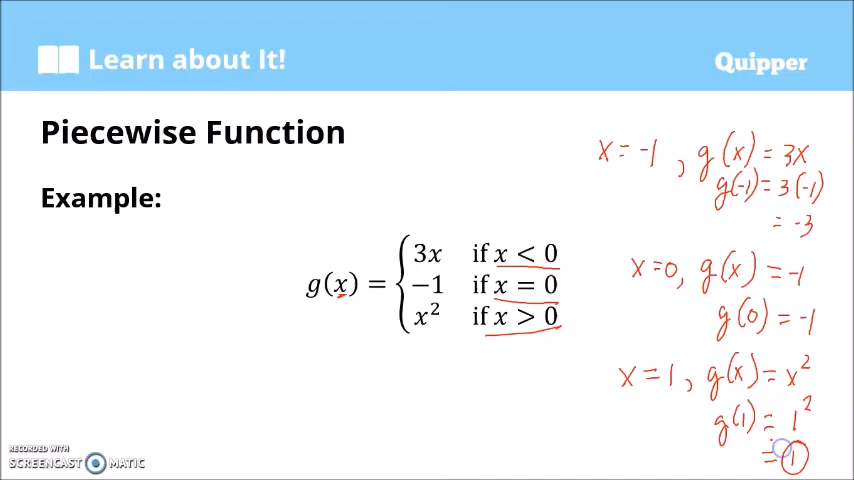 Learn about It!
Quipper
Piecewise Function
Example:
g(x) = { 3x if x < 0
−1 if x = 0
x² if x > 0
x = -1 , g(x) = 3x
g(-1) = 3(-1)
= -3
x = 0, g(x) = -1
g(0) = -1
x = 1, g(x) = x²
g(1) = 1²
= 1
RECORDED WITH
SCREENCAST MATIC